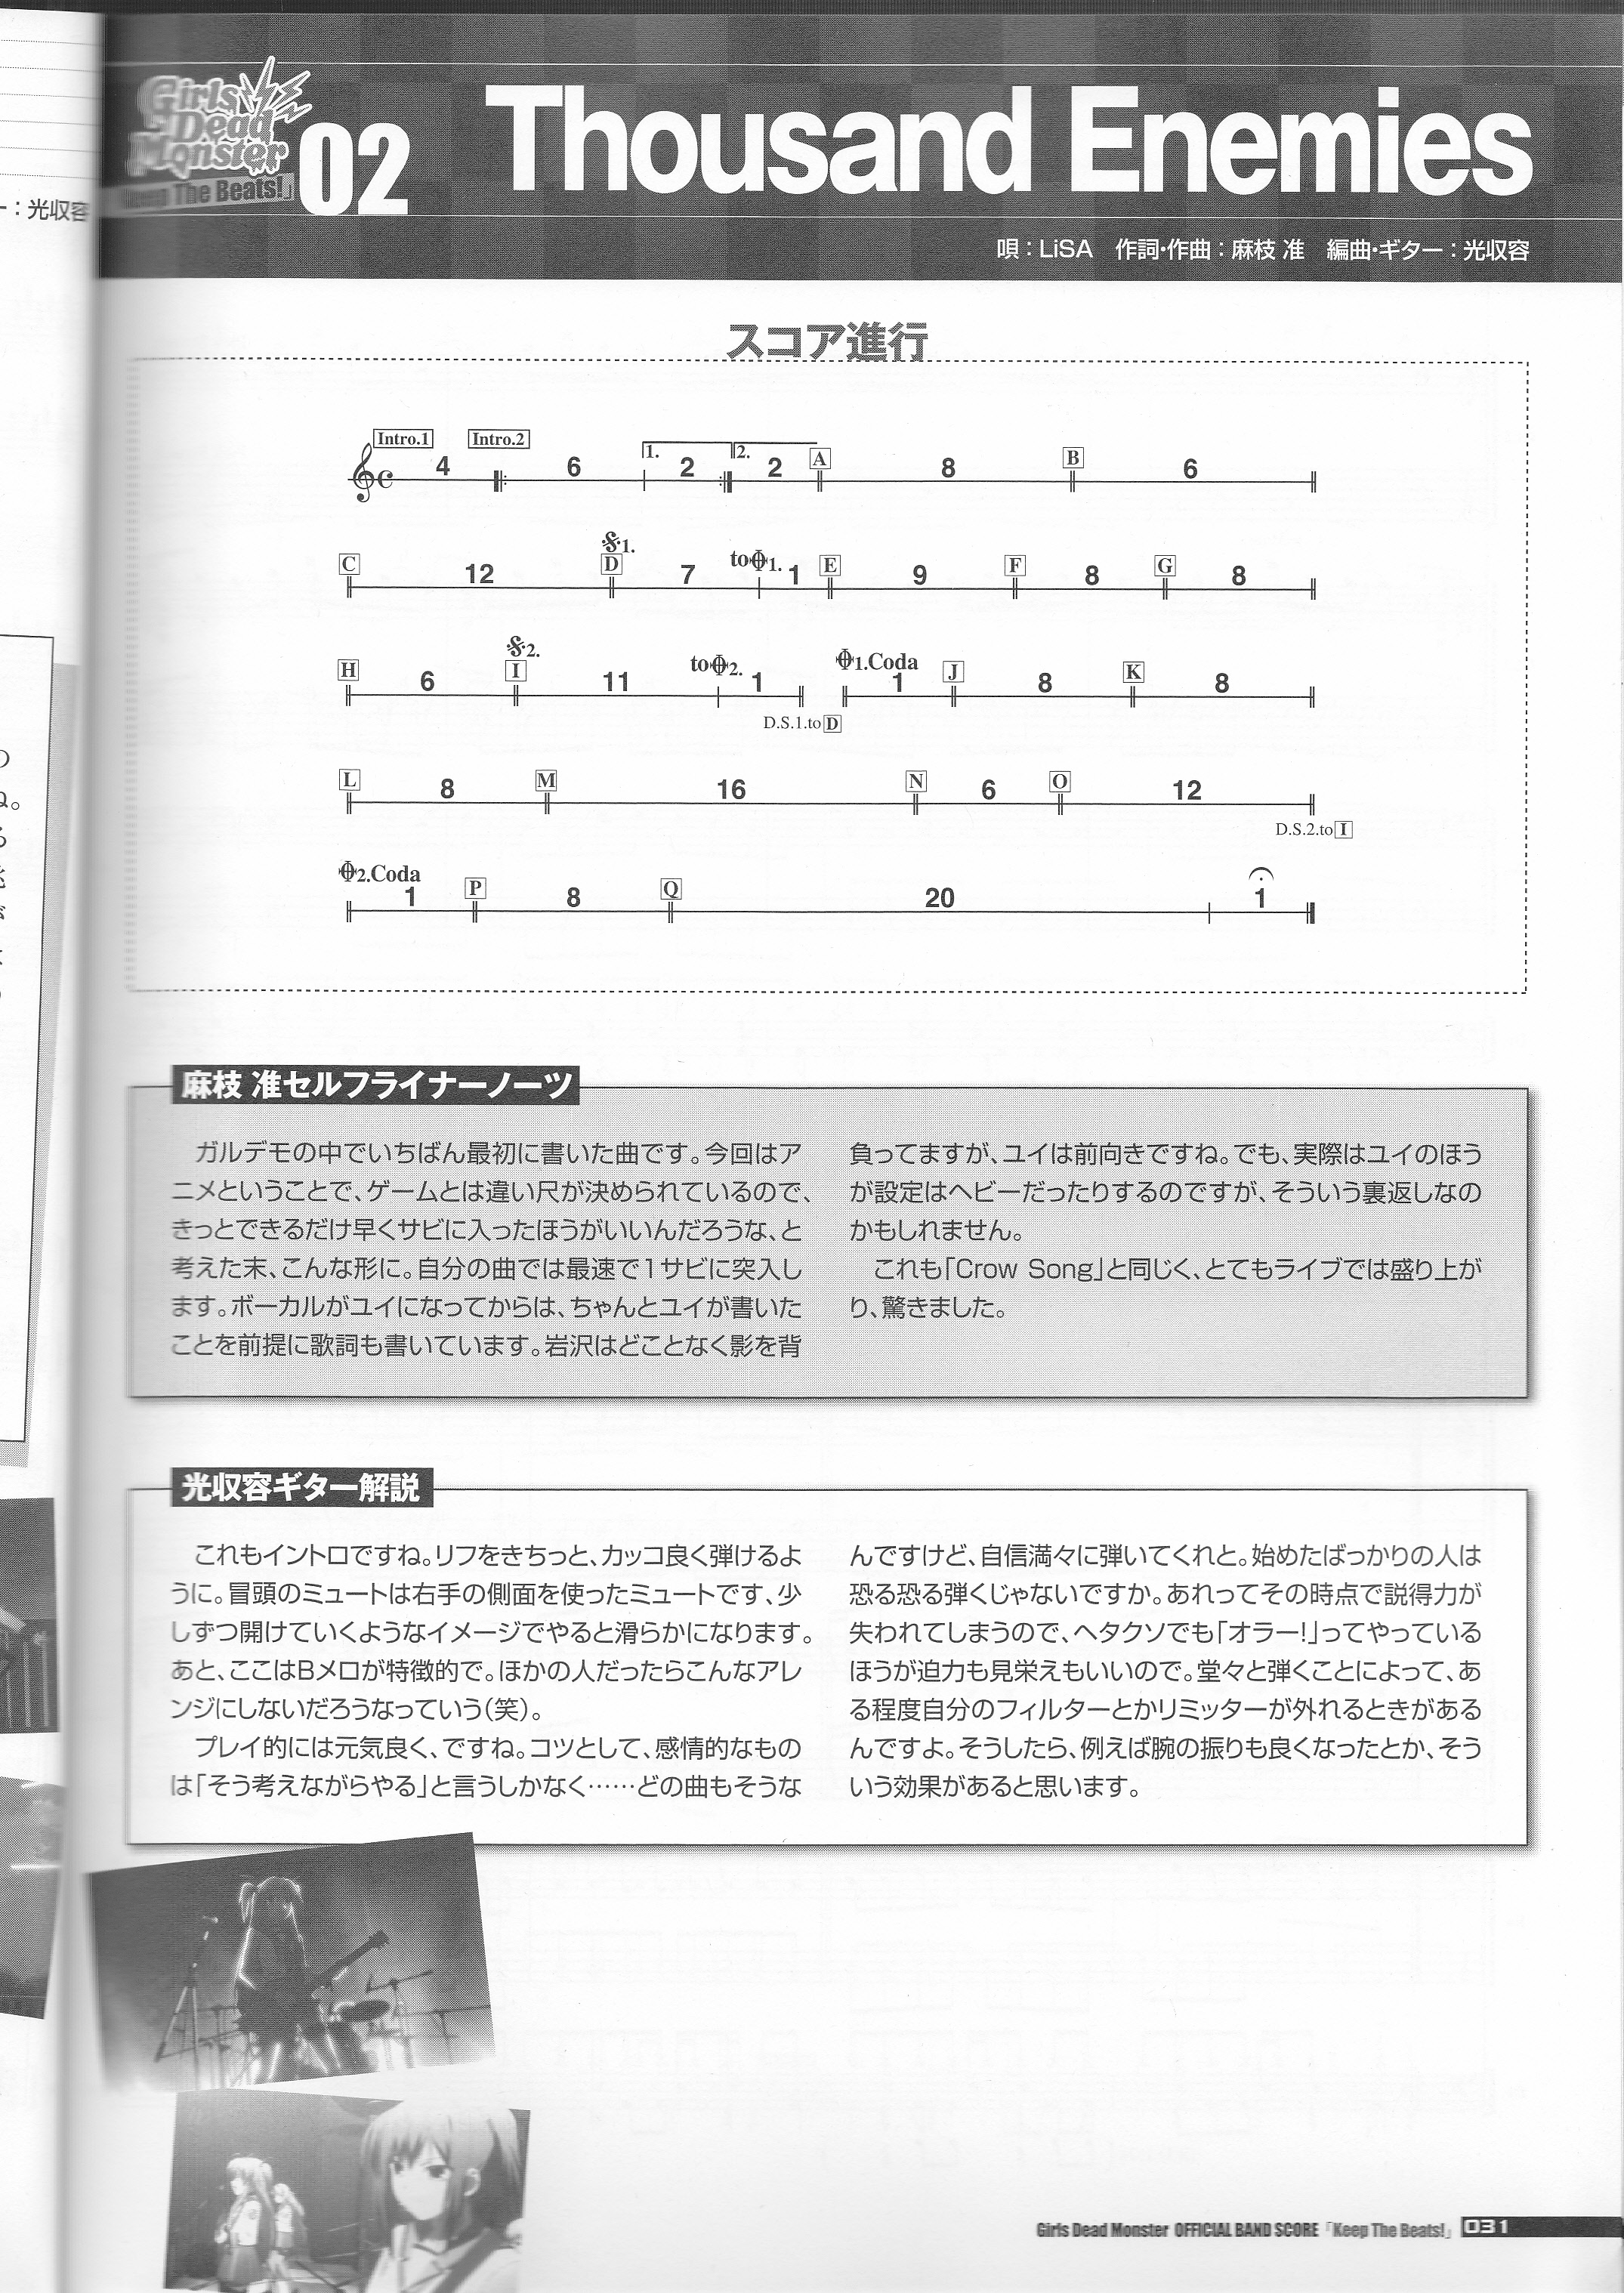 ー：光収容
Girls
Dead
Monster
「Keep The Beats!」
02
Thousand Enemies
唄：LiSA　作詞・作曲：麻枝 准　編曲・ギター：光収容
スコア進行
Intro.1 4 Intro.2 6 1. 2 2. 2 A 8 B 6
C 12 𝄋1. D 7 to𝄌1. 1 E 9 F 8 G 8
H 6 𝄋2. I 11 to𝄌2. 1 𝄌1.Coda 1 J 8 K 8
D.S.1.to D
L 8 M 16 N 6 O 12
D.S.2.to I
𝄌2.Coda 1 P 8 Q 20 1
麻枝 准セルフライナーノーツ
ガルデモの中でいちばん最初に書いた曲です。今回はア
ニメということで、ゲームとは違い尺が決められているので、
きっとできるだけ早くサビに入ったほうがいいんだろうな、と
考えた末、こんな形に。自分の曲では最速で1サビに突入し
ます。ボーカルがユイになってからは、ちゃんとユイが書いた
ことを前提に歌詞も書いています。岩沢はどことなく影を背
負ってますが、ユイは前向きですね。でも、実際はユイのほう
が設定はヘビーだったりするのですが、そういう裏返しなの
かもしれません。
これも「Crow Song」と同じく、とてもライブでは盛り上が
り、驚きました。
光収容ギター解説
これもイントロですね。リフをきちっと、カッコ良く弾けるよ
うに。冒頭のミュートは右手の側面を使ったミュートです、少
しずつ開けていくようなイメージでやると滑らかになります。
あと、ここはBメロが特徴的で。ほかの人だったらこんなアレ
ンジにしないだろうなっていう（笑）。
プレイ的には元気良く、ですね。コツとして、感情的なもの
は「そう考えながらやる」と言うしかなく……どの曲もそうな
んですけど、自信満々に弾いてくれと。始めたばっかりの人は
恐る恐る弾くじゃないですか。あれってその時点で説得力が
失われてしまうので、ヘタクソでも「オラー！」ってやっている
ほうが迫力も見栄えもいいので。堂々と弾くことによって、あ
る程度自分のフィルターとかリミッターが外れるときがある
んですよ。そうしたら、例えば腕の振りも良くなったとか、そう
いう効果があると思います。
Girls Dead Monster OFFICIAL BAND SCORE「Keep The Beats!」 031